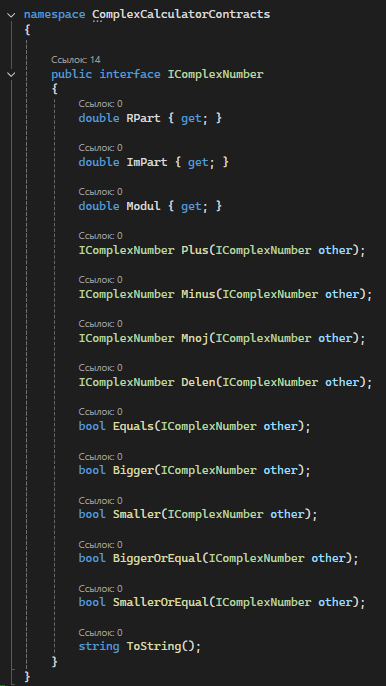 namespace ComplexCalculatorContracts
{
Ссылок: 14
public interface IComplexNumber
{
Ссылок: 0
double RPart { get; }
Ссылок: 0
double ImPart { get; }
Ссылок: 0
double Modul { get; }
Ссылок: 0
IComplexNumber Plus(IComplexNumber other);
Ссылок: 0
IComplexNumber Minus(IComplexNumber other);
Ссылок: 0
IComplexNumber Mnoj(IComplexNumber other);
Ссылок: 0
IComplexNumber Delen(IComplexNumber other);
Ссылок: 0
bool Equals(IComplexNumber other);
Ссылок: 0
bool Bigger(IComplexNumber other);
Ссылок: 0
bool Smaller(IComplexNumber other);
Ссылок: 0
bool BiggerOrEqual(IComplexNumber other);
Ссылок: 0
bool SmallerOrEqual(IComplexNumber other);
Ссылок: 0
string ToString();
}
}